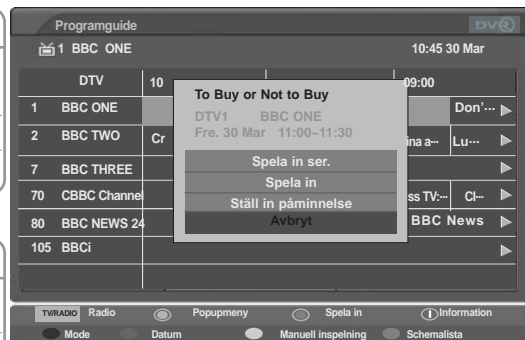 Programguide DVR
1 BBC ONE 10:45 30 Mar
DTV 10 09:00
1 BBC ONE Don'···
2 BBC TWO Cr ina a··· Lu···
7 BBC THREE
70 CBBC Channel ss TV:··· CI···
80 BBC NEWS 24 BBC News
105 BBCi
To Buy or Not to Buy
DTV1 BBC ONE
Fre. 30 Mar 11:00~11:30
Spela in ser.
Spela in
Ställ in påminnelse
Avbryt
TV/RADIO Radio Popupmeny Spela in Information
Mode Datum Manuell inspelning Schemalista